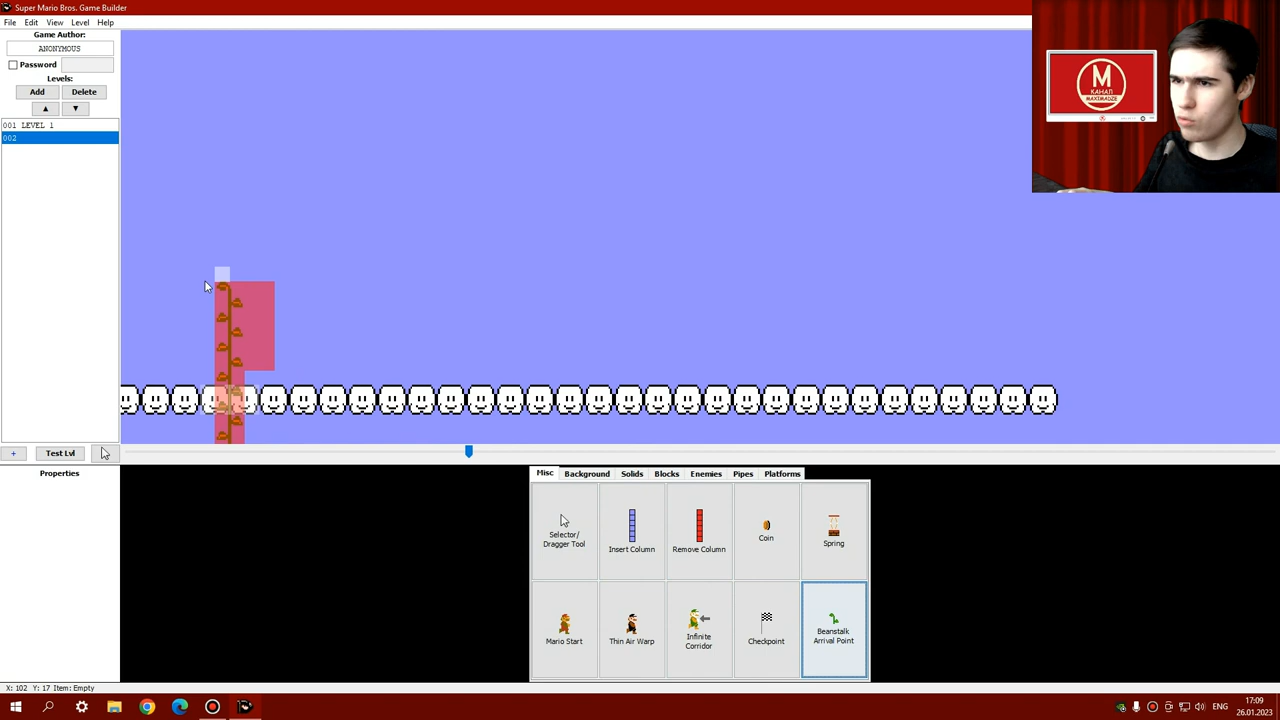 Super Mario Bros. Game Builder
File Edit View Level Help
Game Author:
ANONYMOUS
Password
Levels:
Add Delete
▲ ▼
001 LEVEL 1
002
M
КАНАЛ
MAXIMADZE
+ Test Lvl
Properties
Misc Background Solids Blocks Enemies Pipes Platforms
Selector/
Dragger Tool
Insert Column
Remove Column
Coin
Spring
Mario Start
Thin Air Warp
Infinite
Corridor
Checkpoint
Beanstalk
Arrival Point
X: 102 Y: 17 Item: Empty
ENG
17:09
26.01.2023